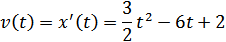 v(t) = x′(t) = 3/2 t² − 6t + 2